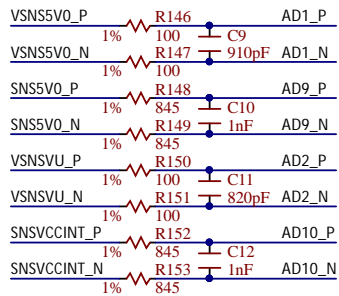 VSNS5V0_P R146 AD1_P
1% 100 C9
VSNS5V0_N R147 910pF AD1_N
1% 100
SNS5V0_P R148 AD9_P
1% 845 C10
SNS5V0_N R149 1nF AD9_N
1% 845
VSNSVU_P R150 AD2_P
1% 100 C11
VSNSVU_N R151 820pF AD2_N
1% 100
SNSVCCINT_P R152 AD10_P
1% 845 C12
SNSVCCINT_N R153 1nF AD10_N
1% 845